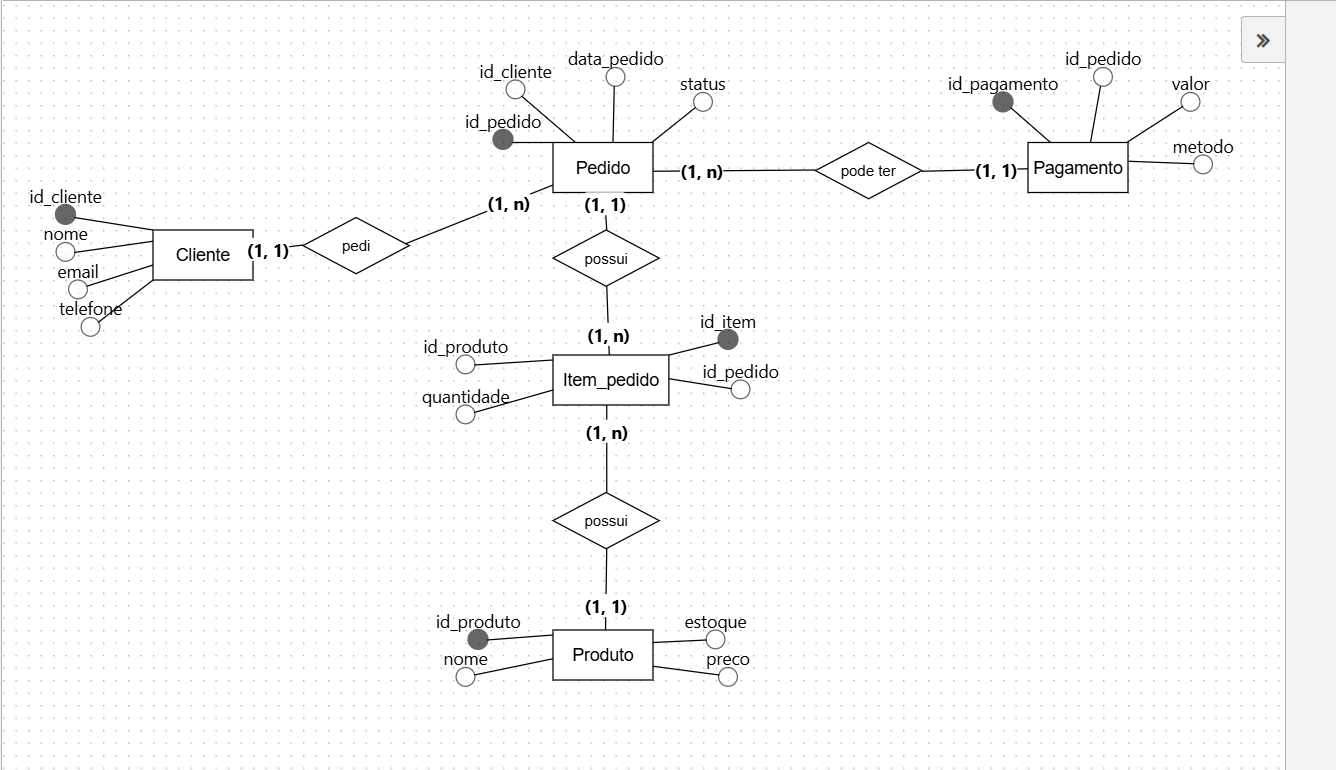 data_pedido
id_pedido
id_cliente
status
id_pagamento
valor
id_pedido
metodo
Pedido
(1, n)
pode ter
(1, 1)
Pagamento
id_cliente
(1, n)
(1, 1)
nome
Cliente
(1, 1)
pedi
possui
email
telefone
id_item
(1, n)
id_produto
id_pedido
Item_pedido
quantidade
(1, n)
possui
(1, 1)
id_produto
estoque
Produto
nome
preco